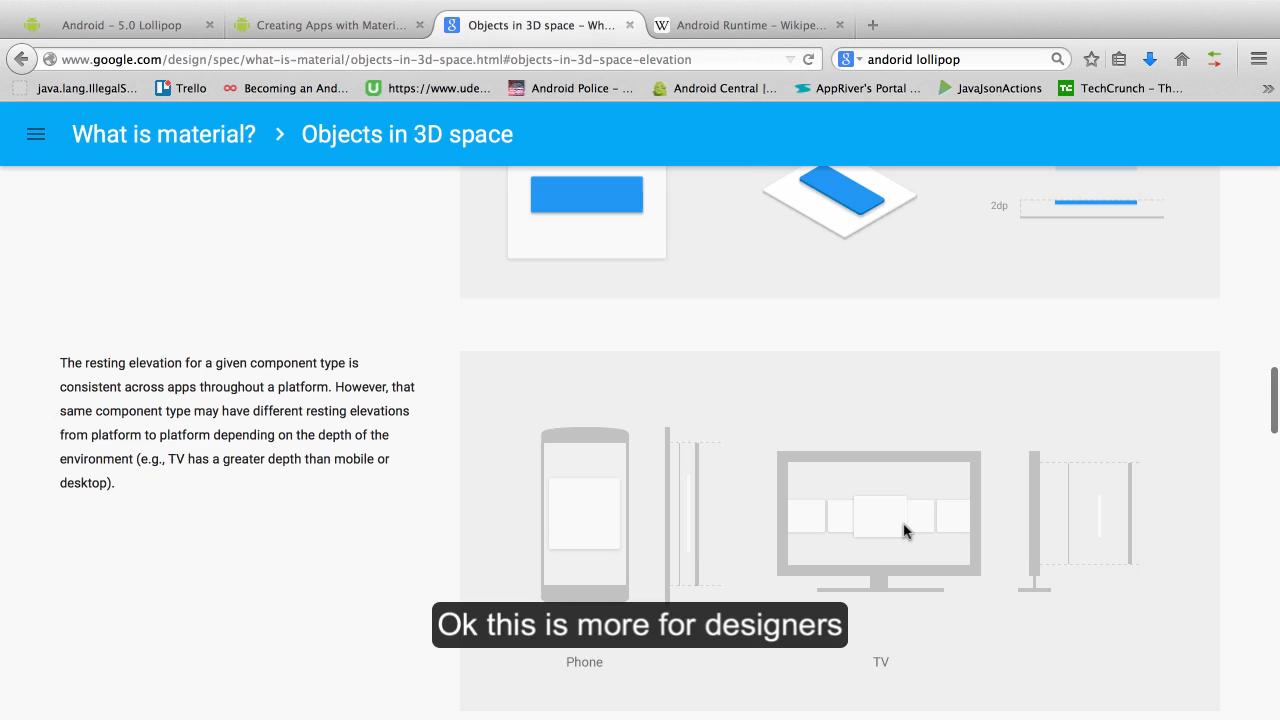 Android – 5.0 Lollipop
Creating Apps with Materi...
Objects in 3D space – Wh...
Android Runtime – Wikipe...
www.google.com/design/spec/what-is-material/objects-in-3d-space.html#objects-in-3d-space-elevation
andorid lollipop
java.lang.IllegalS...
Trello
Becoming an And...
https://www.ude...
Android Police – ...
Android Central |...
AppRiver's Portal ...
JavaJsonActions
TechCrunch – Th...
What is material? > Objects in 3D space
2dp
The resting elevation for a given component type is
consistent across apps throughout a platform. However, that
same component type may have different resting elevations
from platform to platform depending on the depth of the
environment (e.g., TV has a greater depth than mobile or
desktop).
Ok this is more for designers
Phone
TV